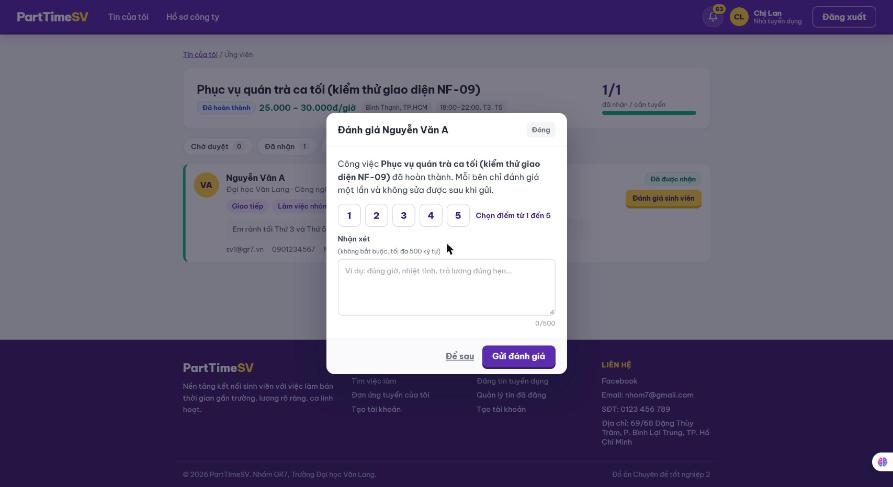 PartTimeSV
Tin của tôi
Hồ sơ công ty
63
CL
Chị Lan
Nhà tuyển dụng
Đăng xuất
Tin của tôi / Ứng viên
Phục vụ quán trà ca tối (kiểm thử giao diện NF-09)
Đã hoàn thành
25.000 – 30.000đ/giờ
Bình Thạnh, TP.HCM
18:00–22:00, T3, T5
1/1
đã nhận / cần tuyển
Chờ duyệt 0
Đã nhận 1
VA
Nguyễn Văn A
Đại học Văn Lang
Giao tiếp
Làm việc nhóm
Em rảnh tối Thứ 3 và Thứ
sv1@gr7.vn
0901234567
Đã được nhận
Đánh giá sinh viên
Đánh giá Nguyễn Văn A
Đóng
Công việc Phục vụ quán trà ca tối (kiểm thử giao
diện NF-09) đã hoàn thành. Mỗi bên chỉ đánh giá
một lần và không sửa được sau khi gửi.
1
2
3
4
5
Chọn điểm từ 1 đến 5
Nhận xét
(không bắt buộc, tối đa 500 ký tự)
Ví dụ: đúng giờ, nhiệt tình, trả lương đúng hẹn...
0/500
Để sau
Gửi đánh giá
PartTimeSV
Nền tảng kết nối sinh viên với việc làm bán
thời gian gần trường, lương rõ ràng, ca linh
hoạt.
Tìm việc làm
Đơn ứng tuyển của tôi
Tạo tài khoản
Đăng tin tuyển dụng
Quản lý tin đã đăng
Tạo tài khoản
LIÊN HỆ
Facebook
Email: nhom7@gmail.com
SĐT: 0123 456 789
Địa chỉ: 69/68 Đặng Thùy
Trâm, P. Bình Lợi Trung, TP. Hồ
Chí Minh
© 2026 PartTimeSV. Nhóm GR7, Trường Đại học Văn Lang.
Đồ án Chuyên đề tốt nghiệp 2